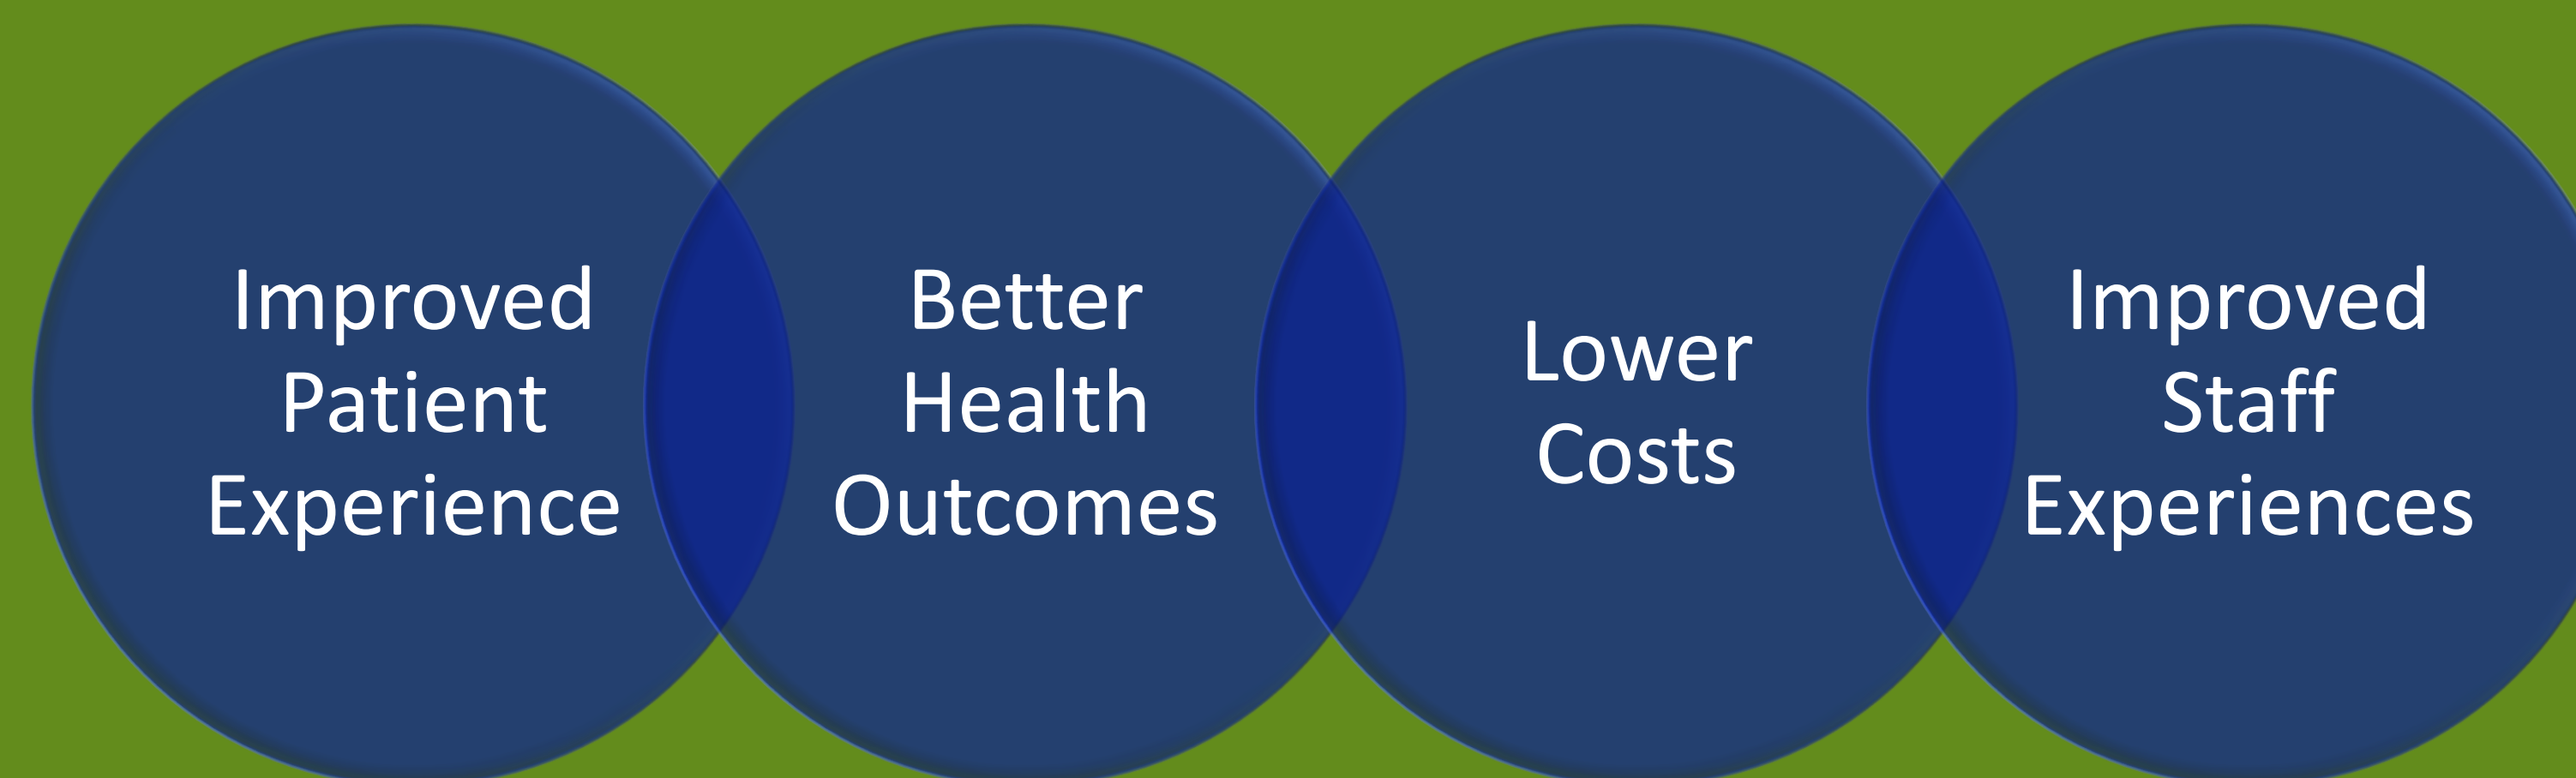 Improved
Patient
Experience
Better
Health
Outcomes
Lower
Costs
Improved
Staff
Experiences